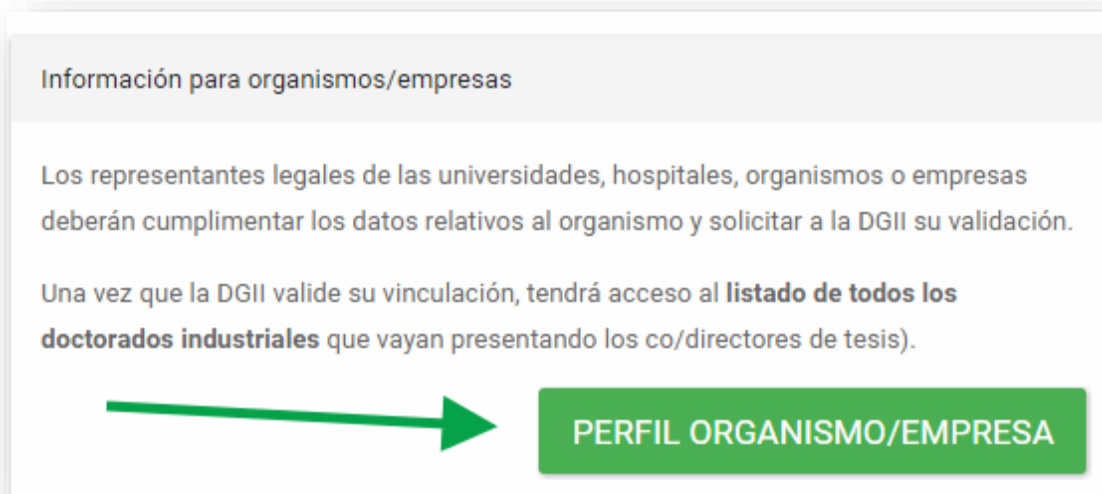 Información para organismos/empresas
Los representantes legales de las universidades, hospitales, organismos o empresas
deberán cumplimentar los datos relativos al organismo y solicitar a la DGII su validación.
Una vez que la DGII valide su vinculación, tendrá acceso al listado de todos los
doctorados industriales que vayan presentando los co/directores de tesis).
PERFIL ORGANISMO/EMPRESA